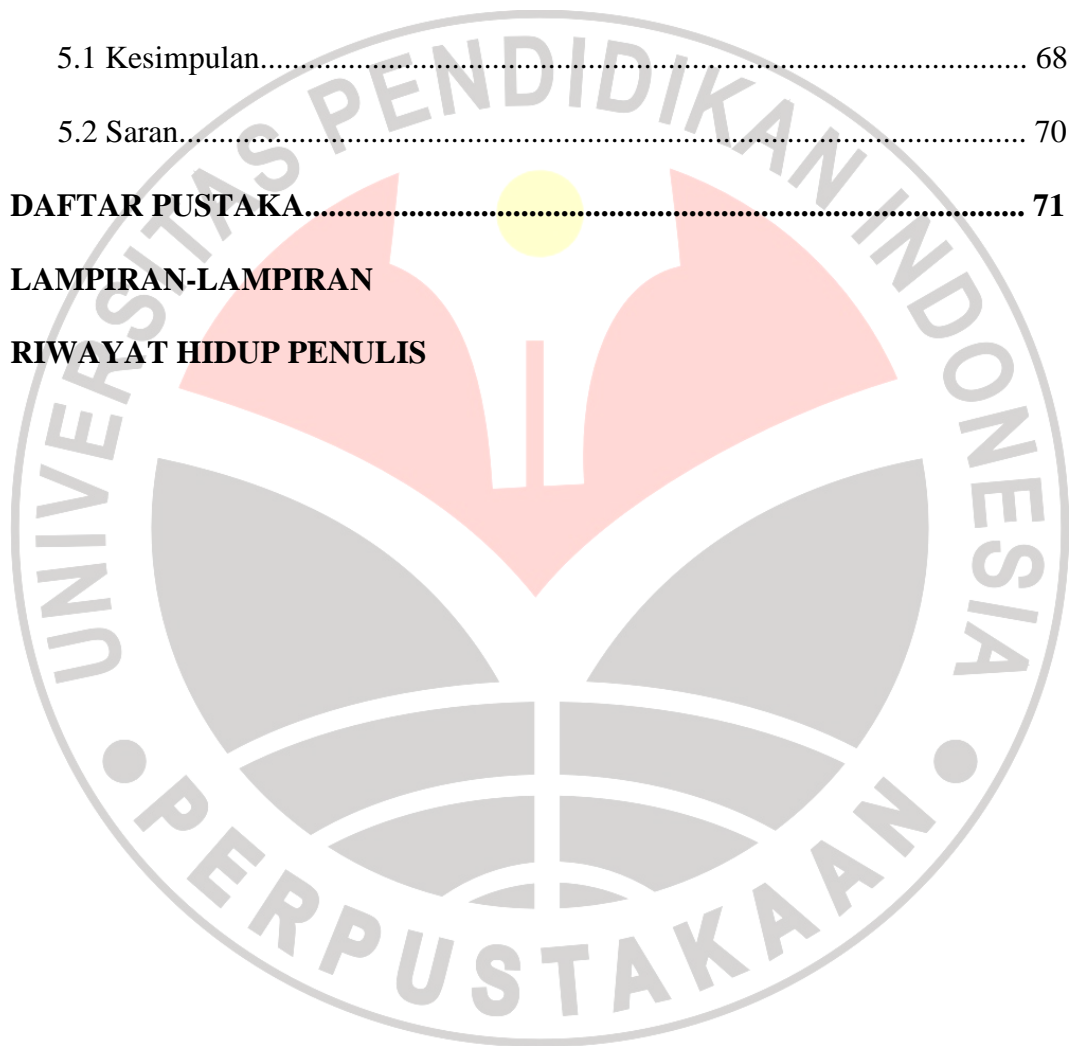 5.1 Kesimpulan................................................................................................ 68
5.2 Saran.......................................................................................................... 70
DAFTAR PUSTAKA.......................................................................................... 71
LAMPIRAN-LAMPIRAN
RIWAYAT HIDUP PENULIS
UNIVERSITAS PENDIDIKAN INDONESIA
PERPUSTAKAAN